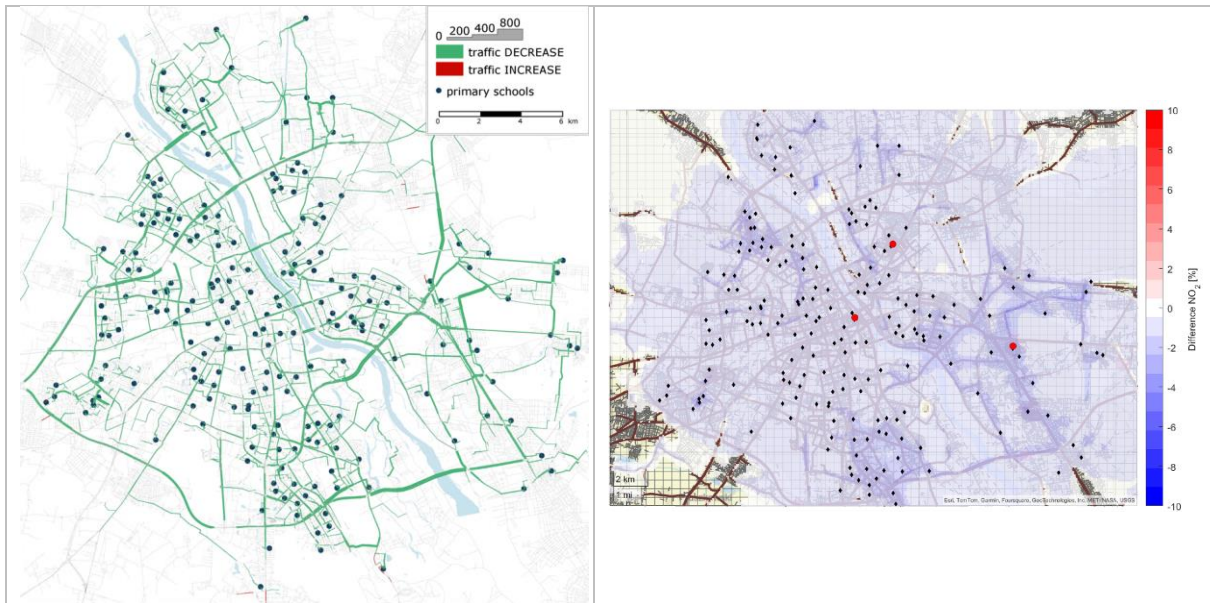 0 200 400 800
traffic DECREASE
traffic INCREASE
primary schools
0 2 4 6
km
10
8
6
4
2
0
-2
-4
-6
-8
-10
Difference NO2 [%]
2 km
1 mi
Esri, TomTom, Garmin, Foursquare, GeoTechnologies, Inc, METI/NASA, USGS